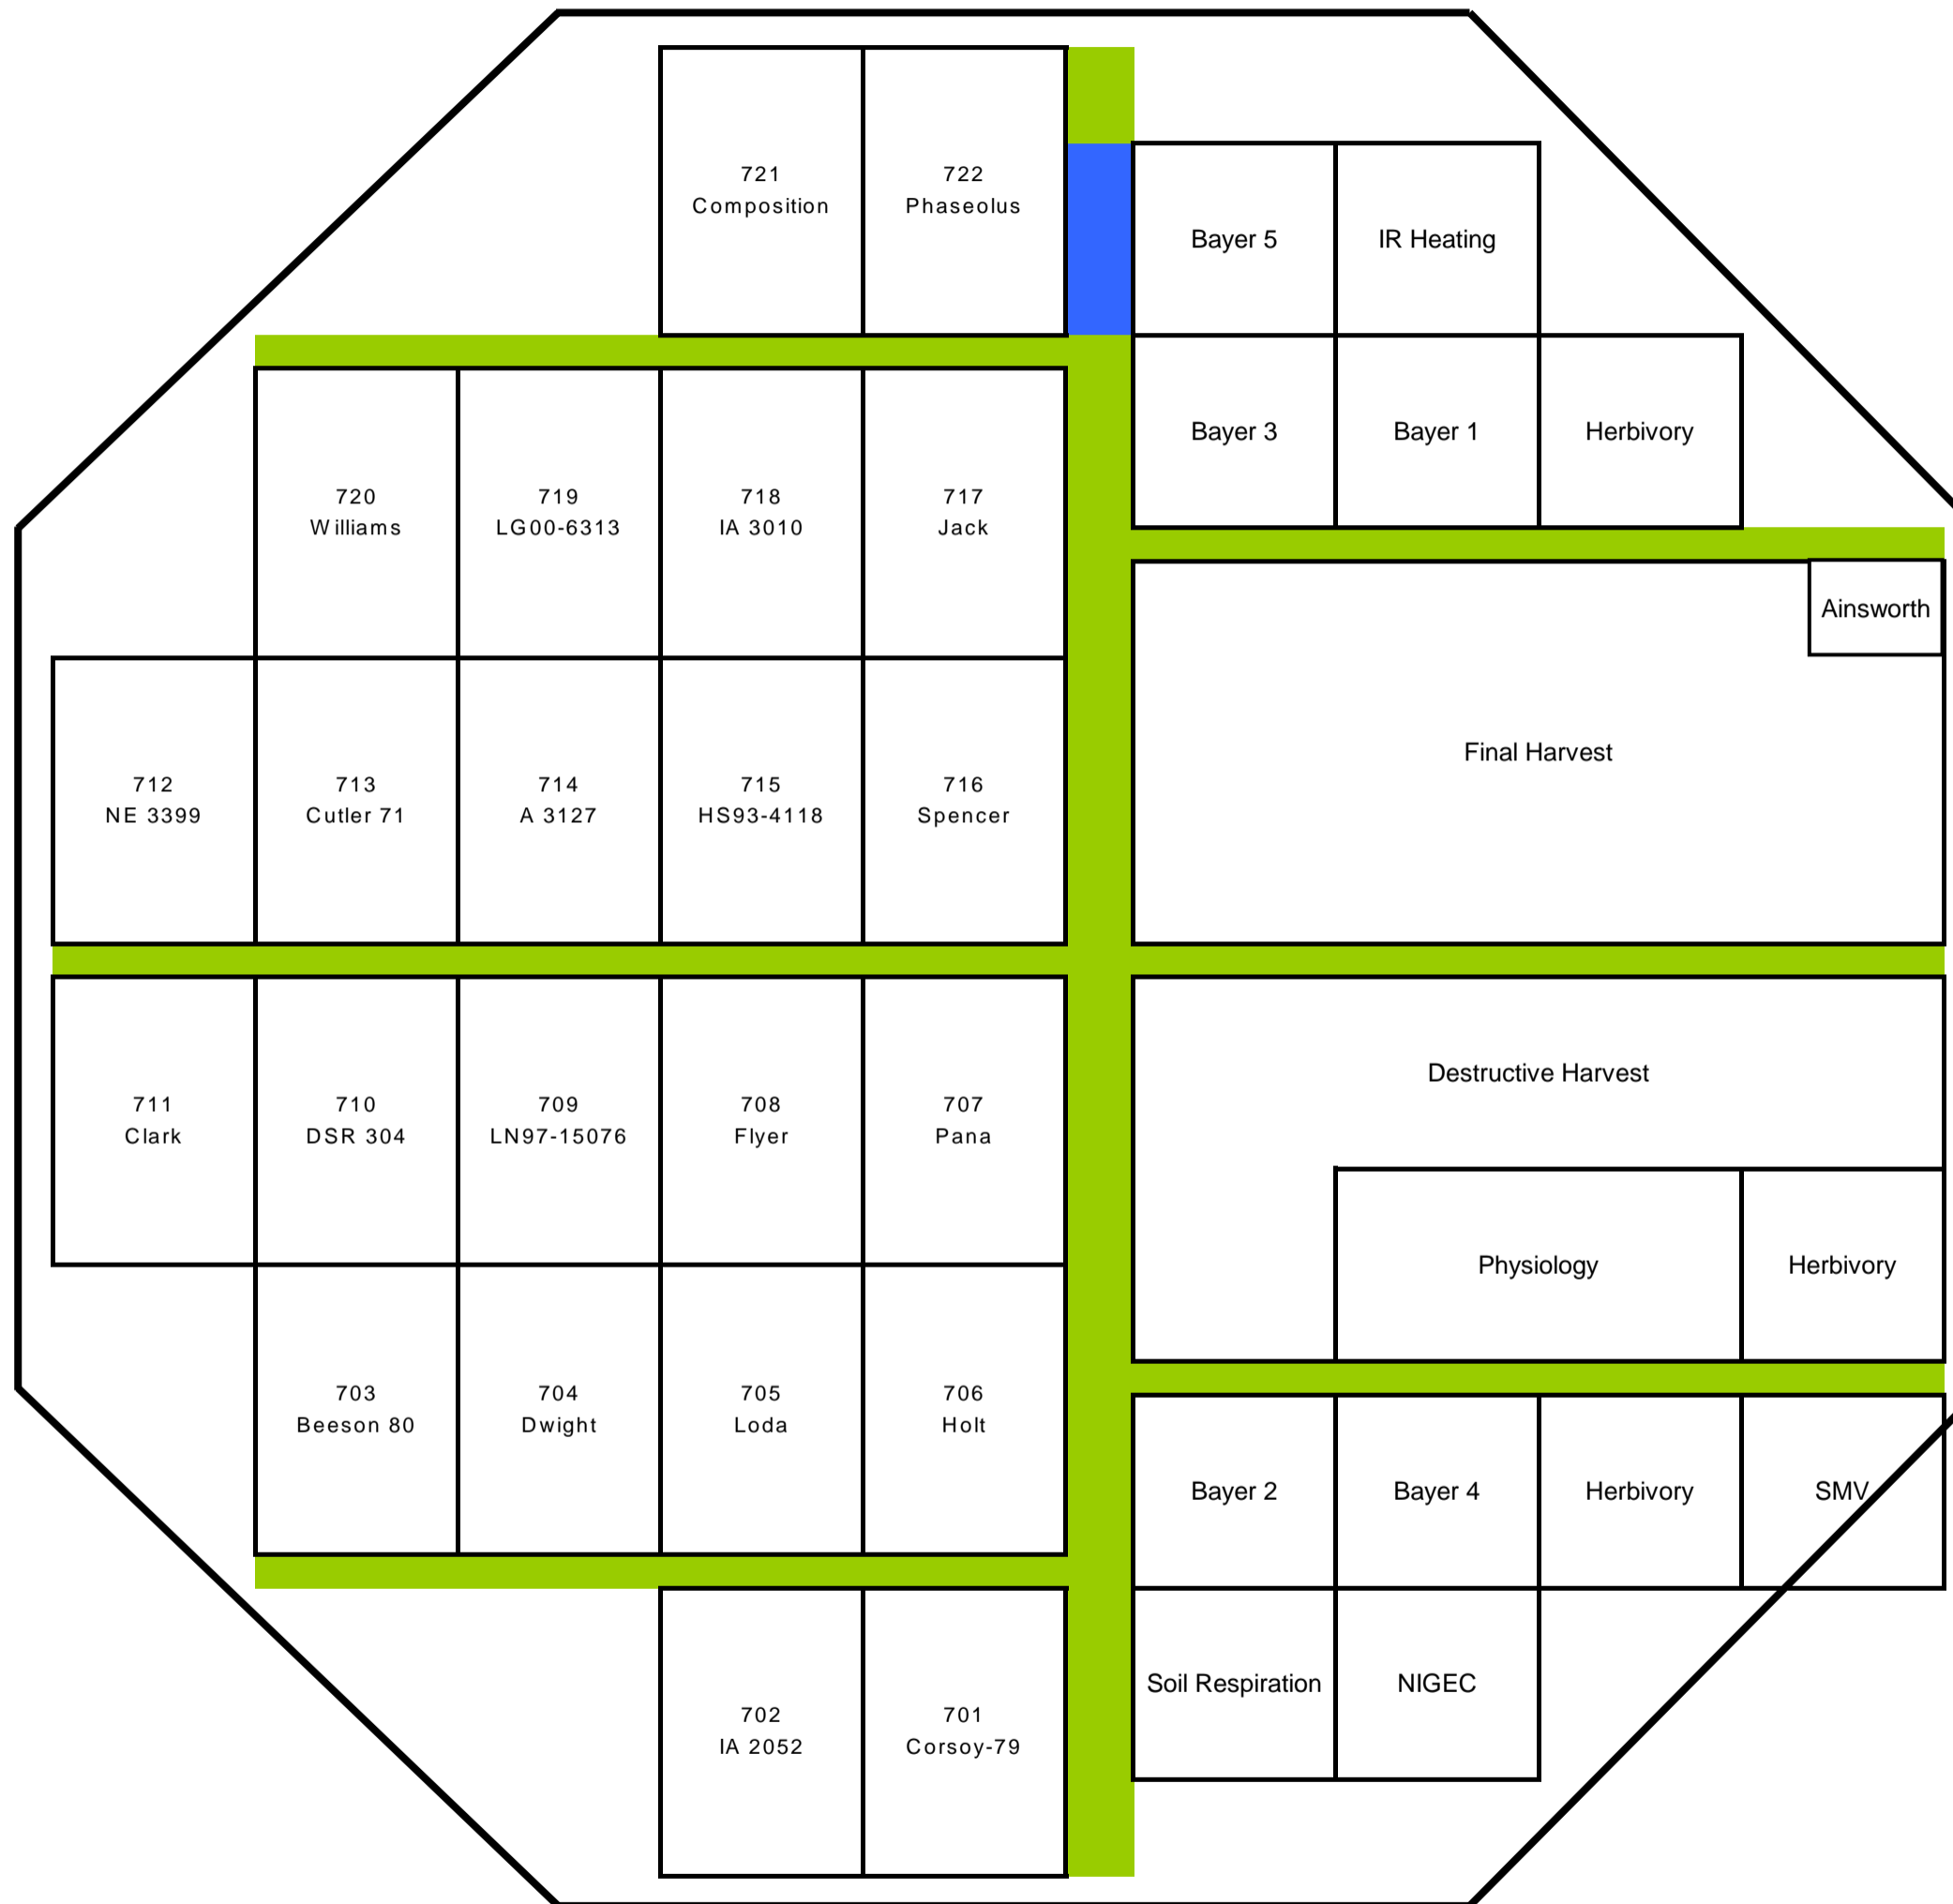 721
Composition
722
Phaseolus
Bayer 5
IR Heating
Bayer 3
Bayer 1
Herbivory
720
Williams
719
LG00-6313
718
IA 3010
717
Jack
Ainsworth
Final Harvest
712
NE 3399
713
Cutler 71
714
A 3127
715
HS93-4118
716
Spencer
711
Clark
710
DSR 304
709
LN97-15076
708
Flyer
707
Pana
Destructive Harvest
Physiology
Herbivory
703
Beeson 80
704
Dwight
705
Loda
706
Holt
Bayer 2
Bayer 4
Herbivory
SMV
Soil Respiration
NIGEC
702
IA 2052
701
Corsoy-79